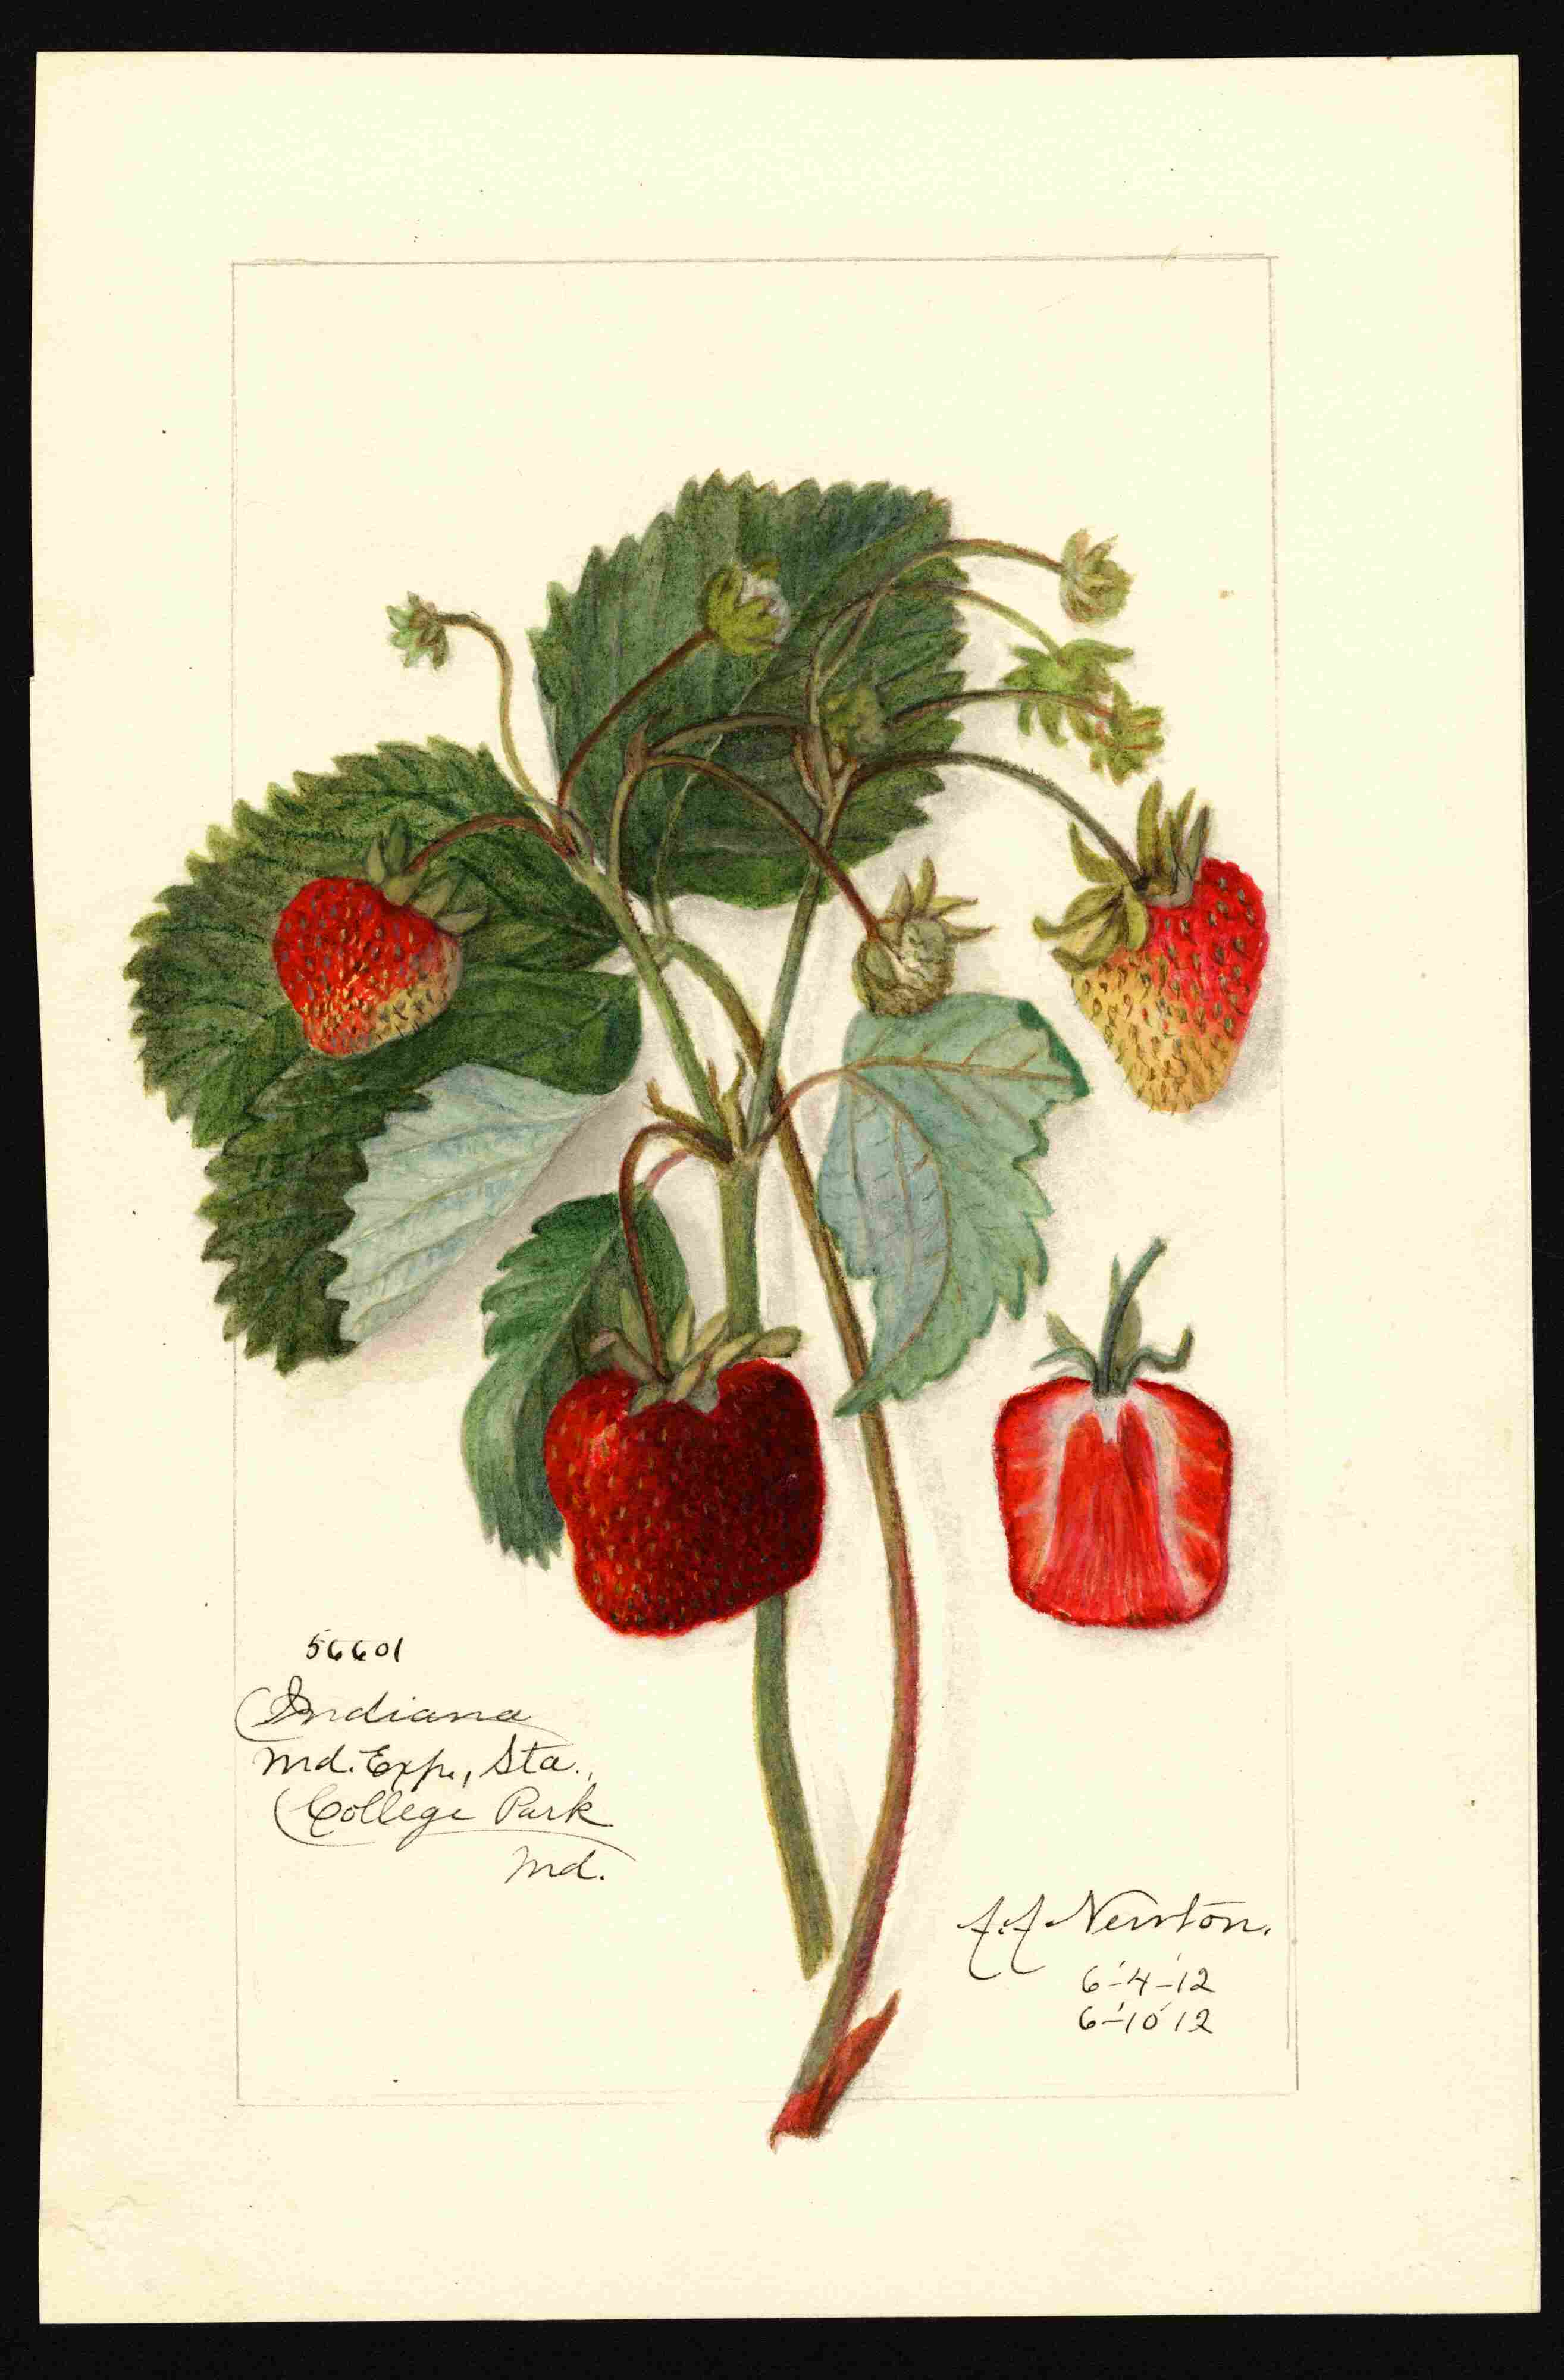 56601
Indiana
Md. Exp., Sta.,
College Park
Md.
A.A. Newton.
6-4-12
6-10 12